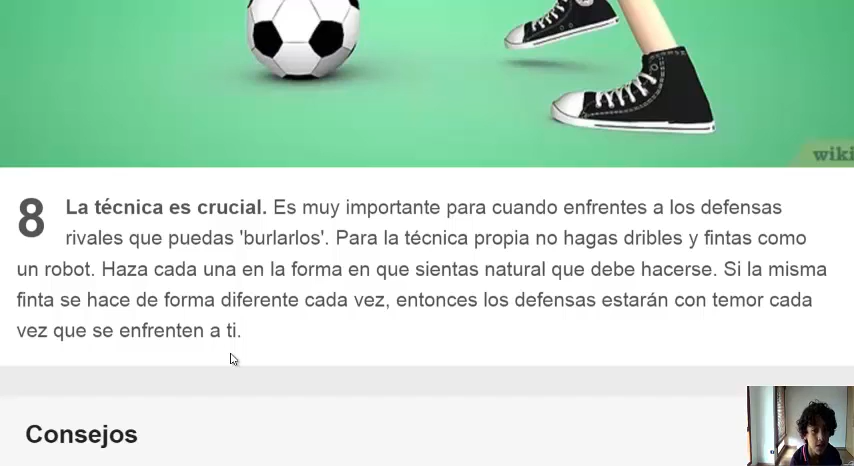 wiki
8 La técnica es crucial. Es muy importante para cuando enfrentes a los defensas
rivales que puedas 'burlarlos'. Para la técnica propia no hagas dribles y fintas como
un robot. Haza cada una en la forma en que sientas natural que debe hacerse. Si la misma
finta se hace de forma diferente cada vez, entonces los defensas estarán con temor cada
vez que se enfrenten a ti.
Consejos